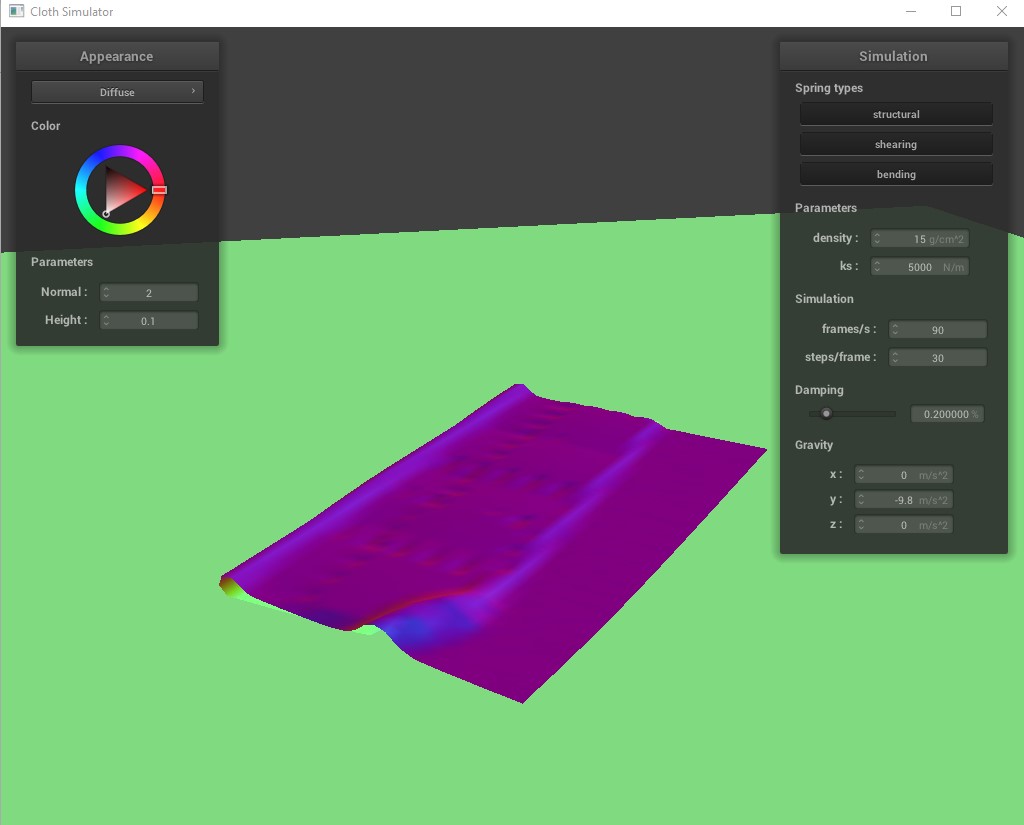 Cloth Simulator
Appearance
Diffuse
Color
Parameters
Normal : 2
Height : 0.1
Simulation
Spring types
structural
shearing
bending
Parameters
density : 15 g/cm^2
ks : 5000 N/m
Simulation
frames/s : 90
steps/frame : 30
Damping
0.200000 %
Gravity
x : 0 m/s^2
y : -9.8 m/s^2
z : 0 m/s^2